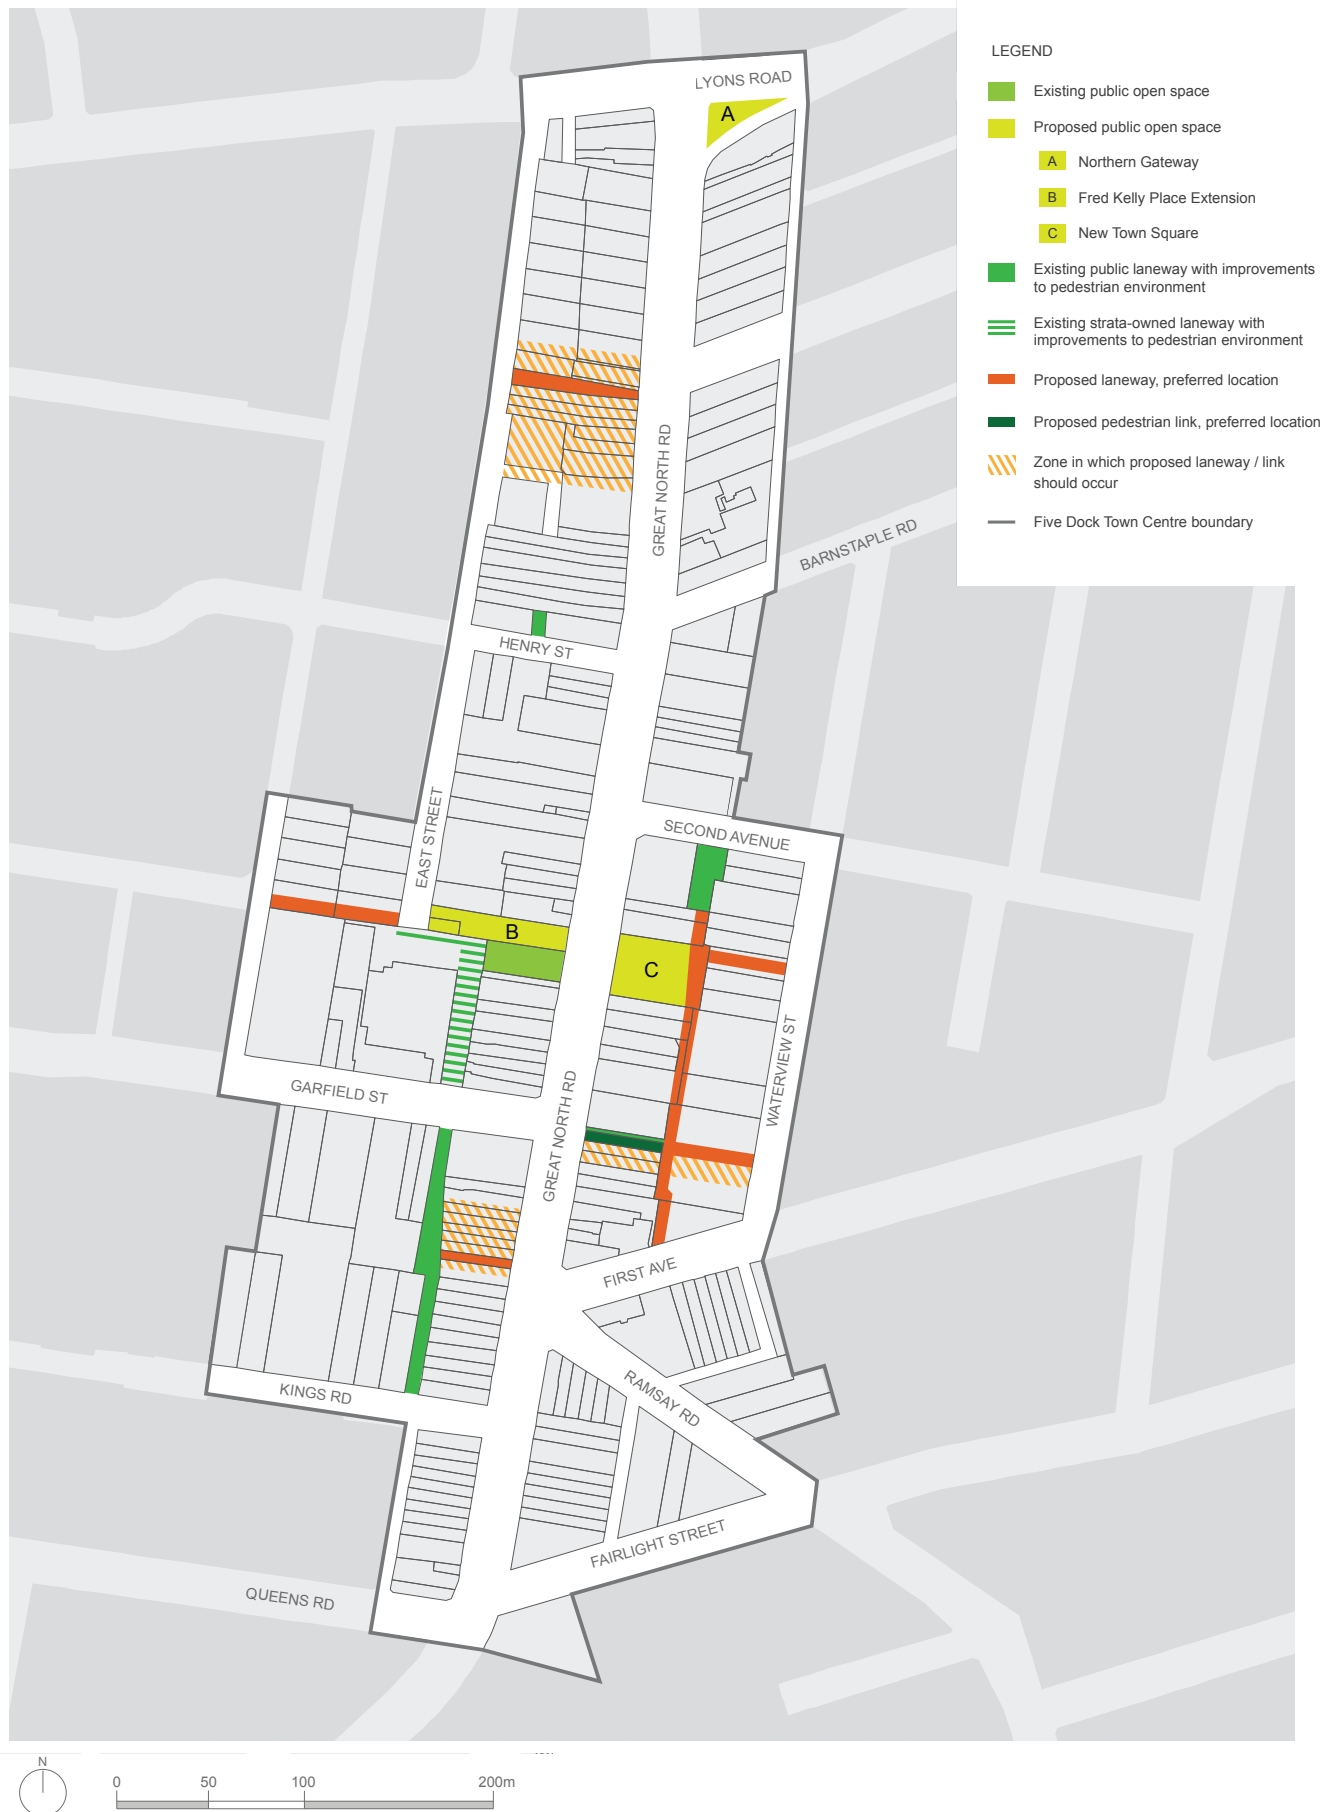 LYONS ROAD
A
GREAT NORTH RD
BARNSTAPLE RD
HENRY ST
SECOND AVENUE
EAST STREET
B
C
WATERVIEW ST
GARFIELD ST
GREAT NORTH RD
FIRST AVE
RAMSAY RD
KINGS RD
FAIRLIGHT STREET
QUEENS RD
LEGEND
Existing public open space
Proposed public open space
A Northern Gateway
B Fred Kelly Place Extension
C New Town Square
Existing public laneway with improvements
to pedestrian environment
Existing strata-owned laneway with
improvements to pedestrian environment
Proposed laneway, preferred location
Proposed pedestrian link, preferred location
Zone in which proposed laneway / link
should occur
Five Dock Town Centre boundary
N
0 50 100 200m